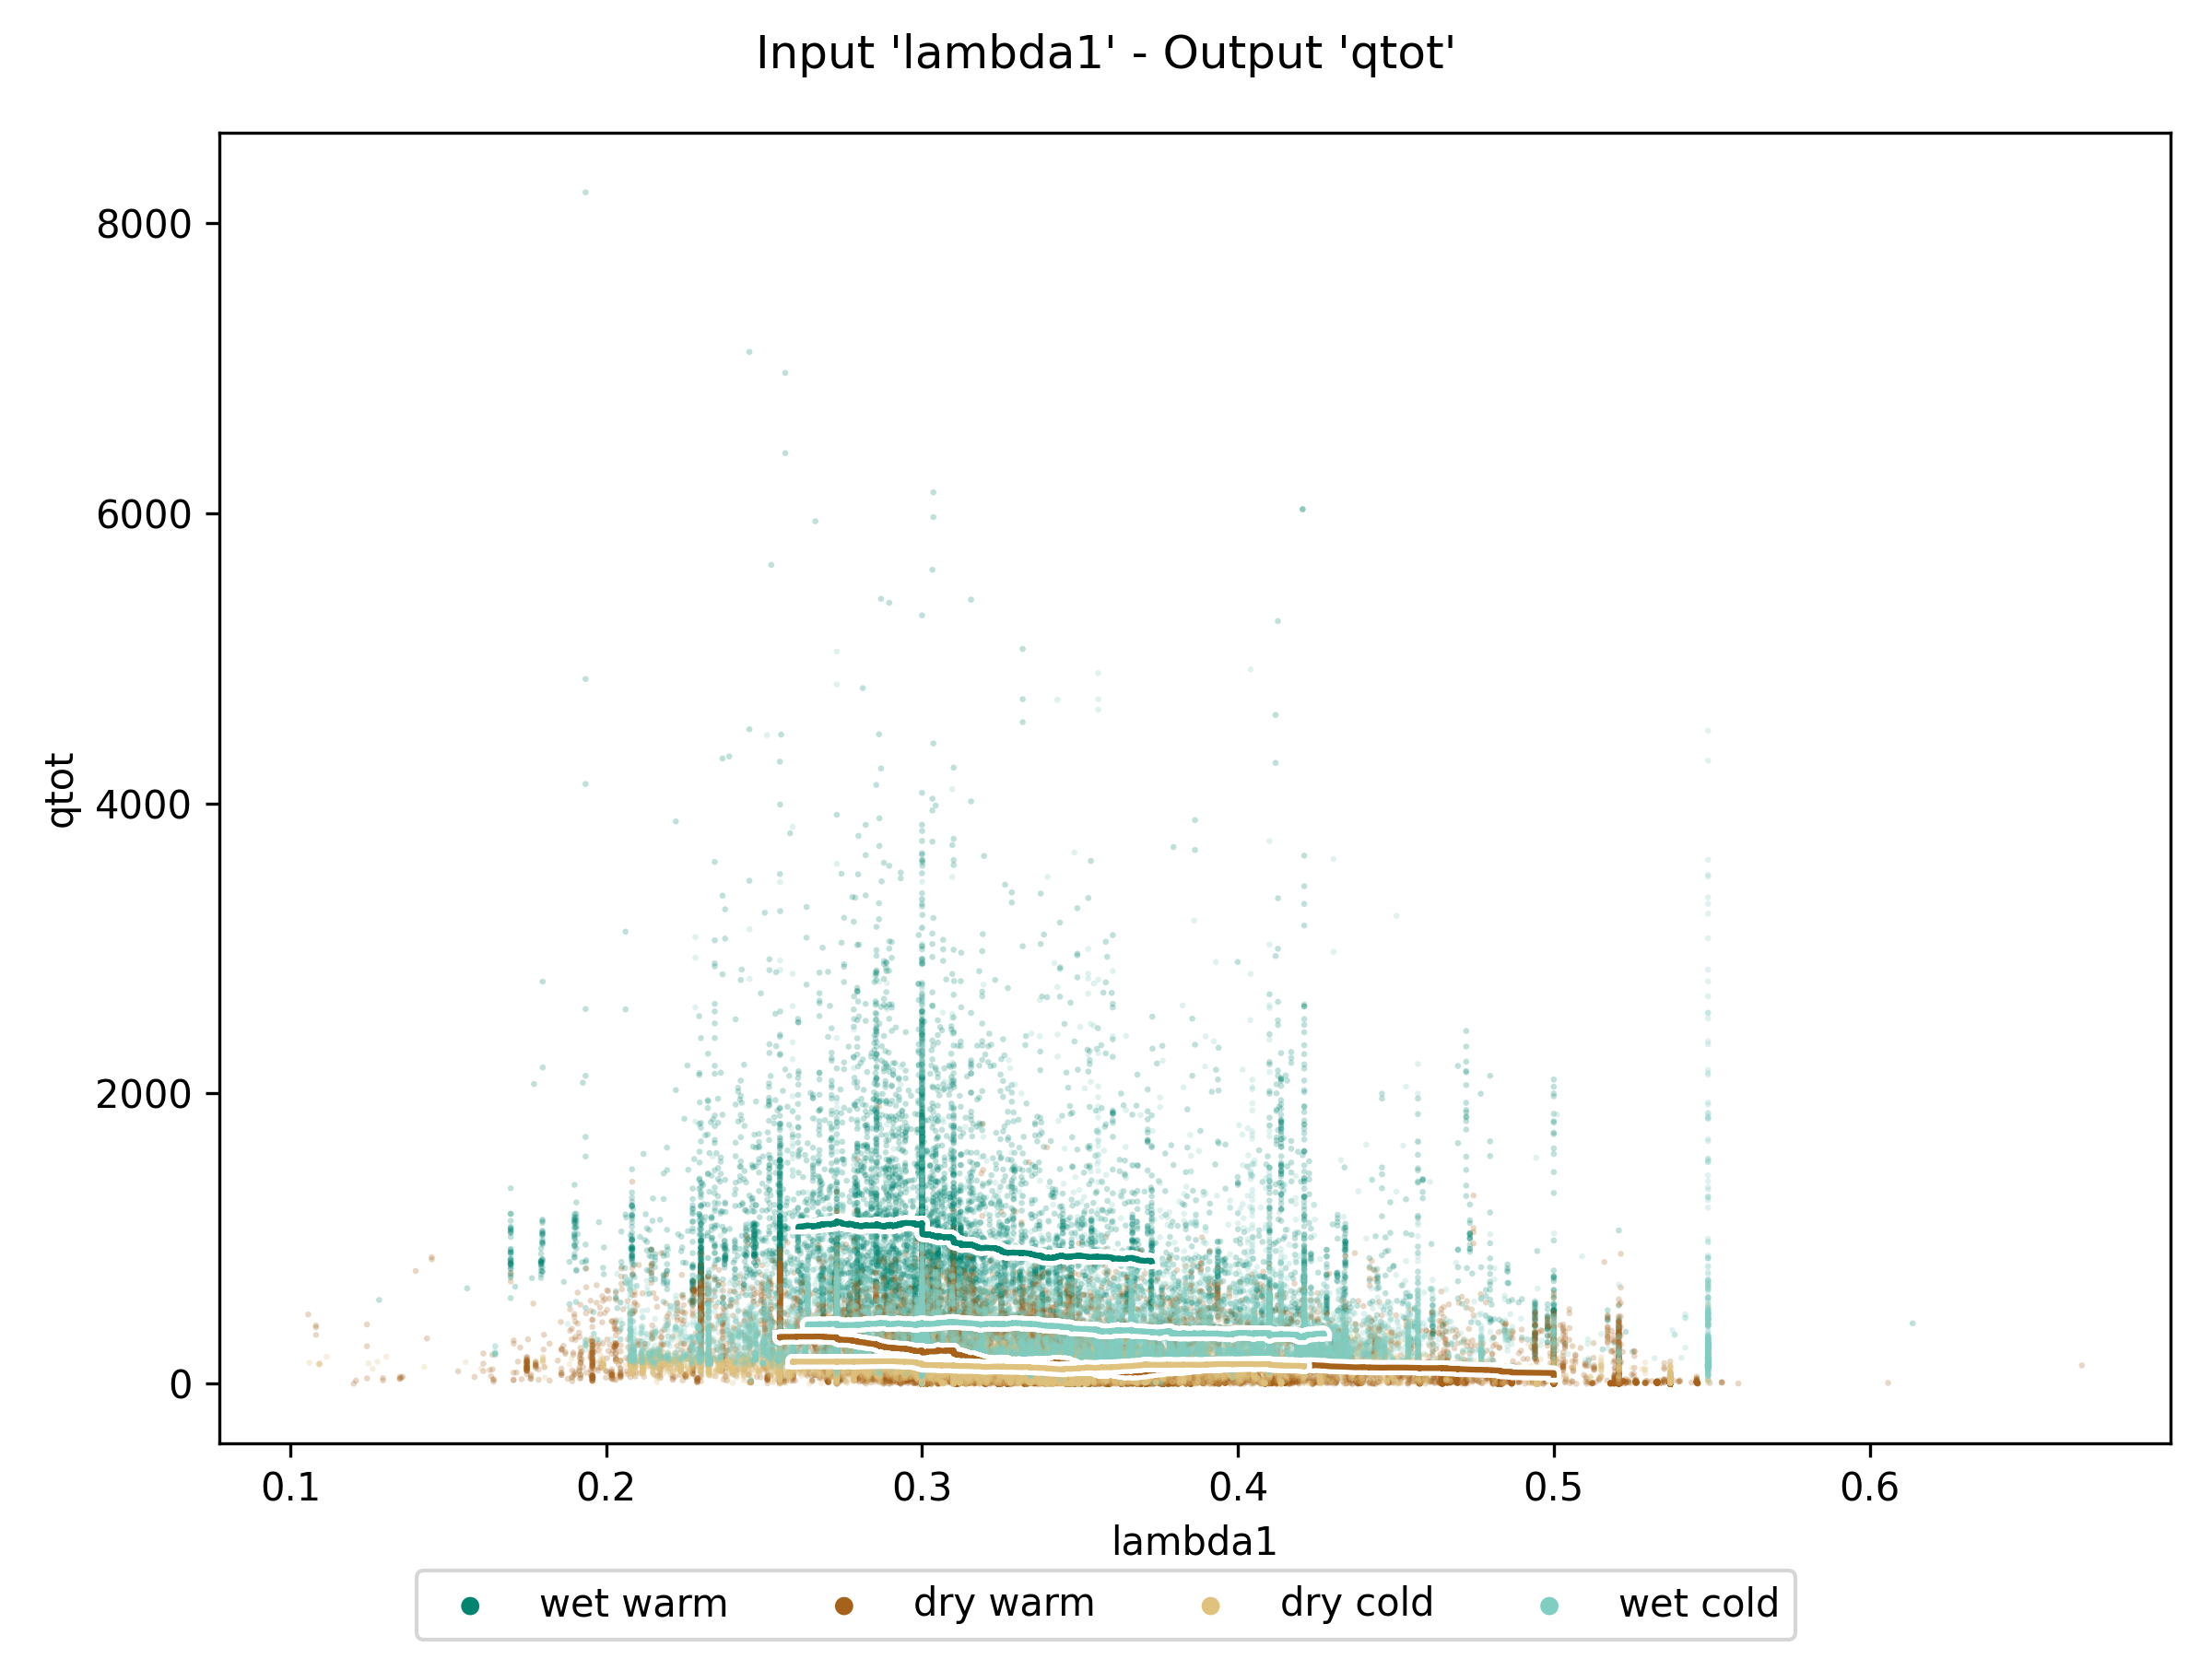 Input 'lambda1' - Output 'qtot'
8000
6000
4000
2000
0
qtot
0.1 0.2 0.3 0.4 0.5 0.6
lambda1
wet warm dry warm dry cold wet cold